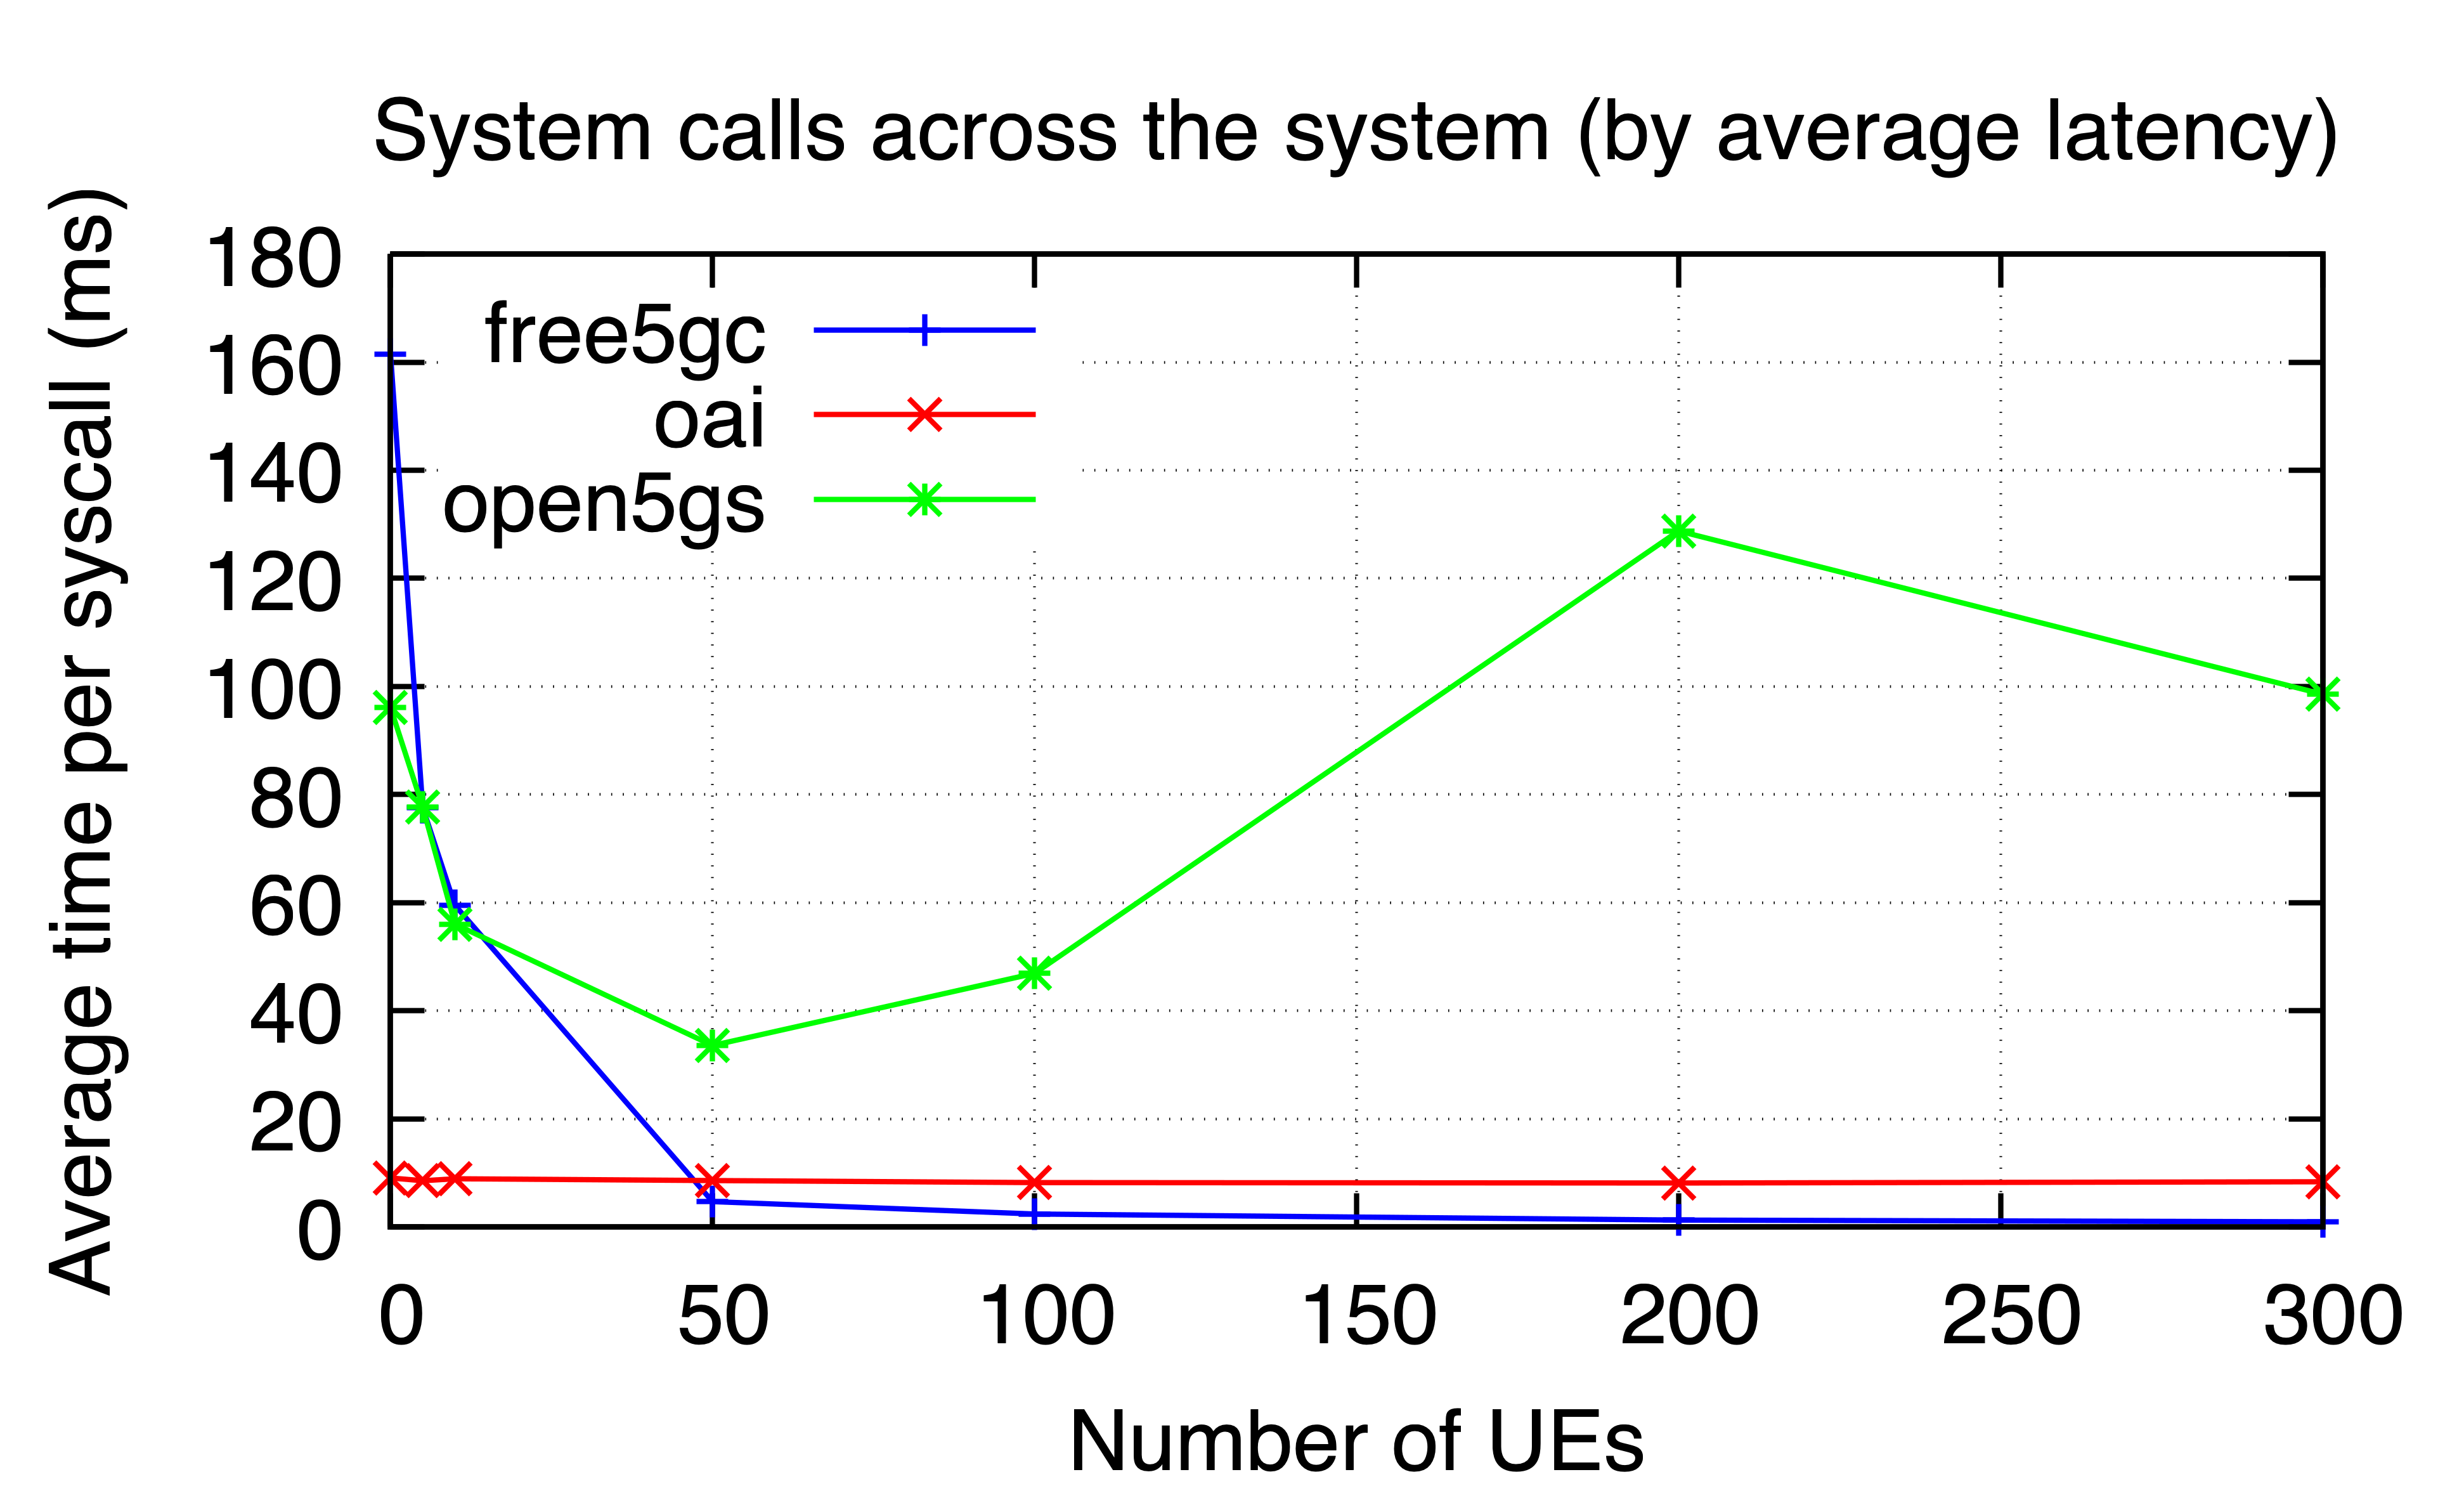 System calls across the system (by average latency)
Average time per syscall (ms)
180
160
140
120
100
80
60
40
20
0
free5gc
oai
open5gs
0 50 100 150 200 250 300
Number of UEs